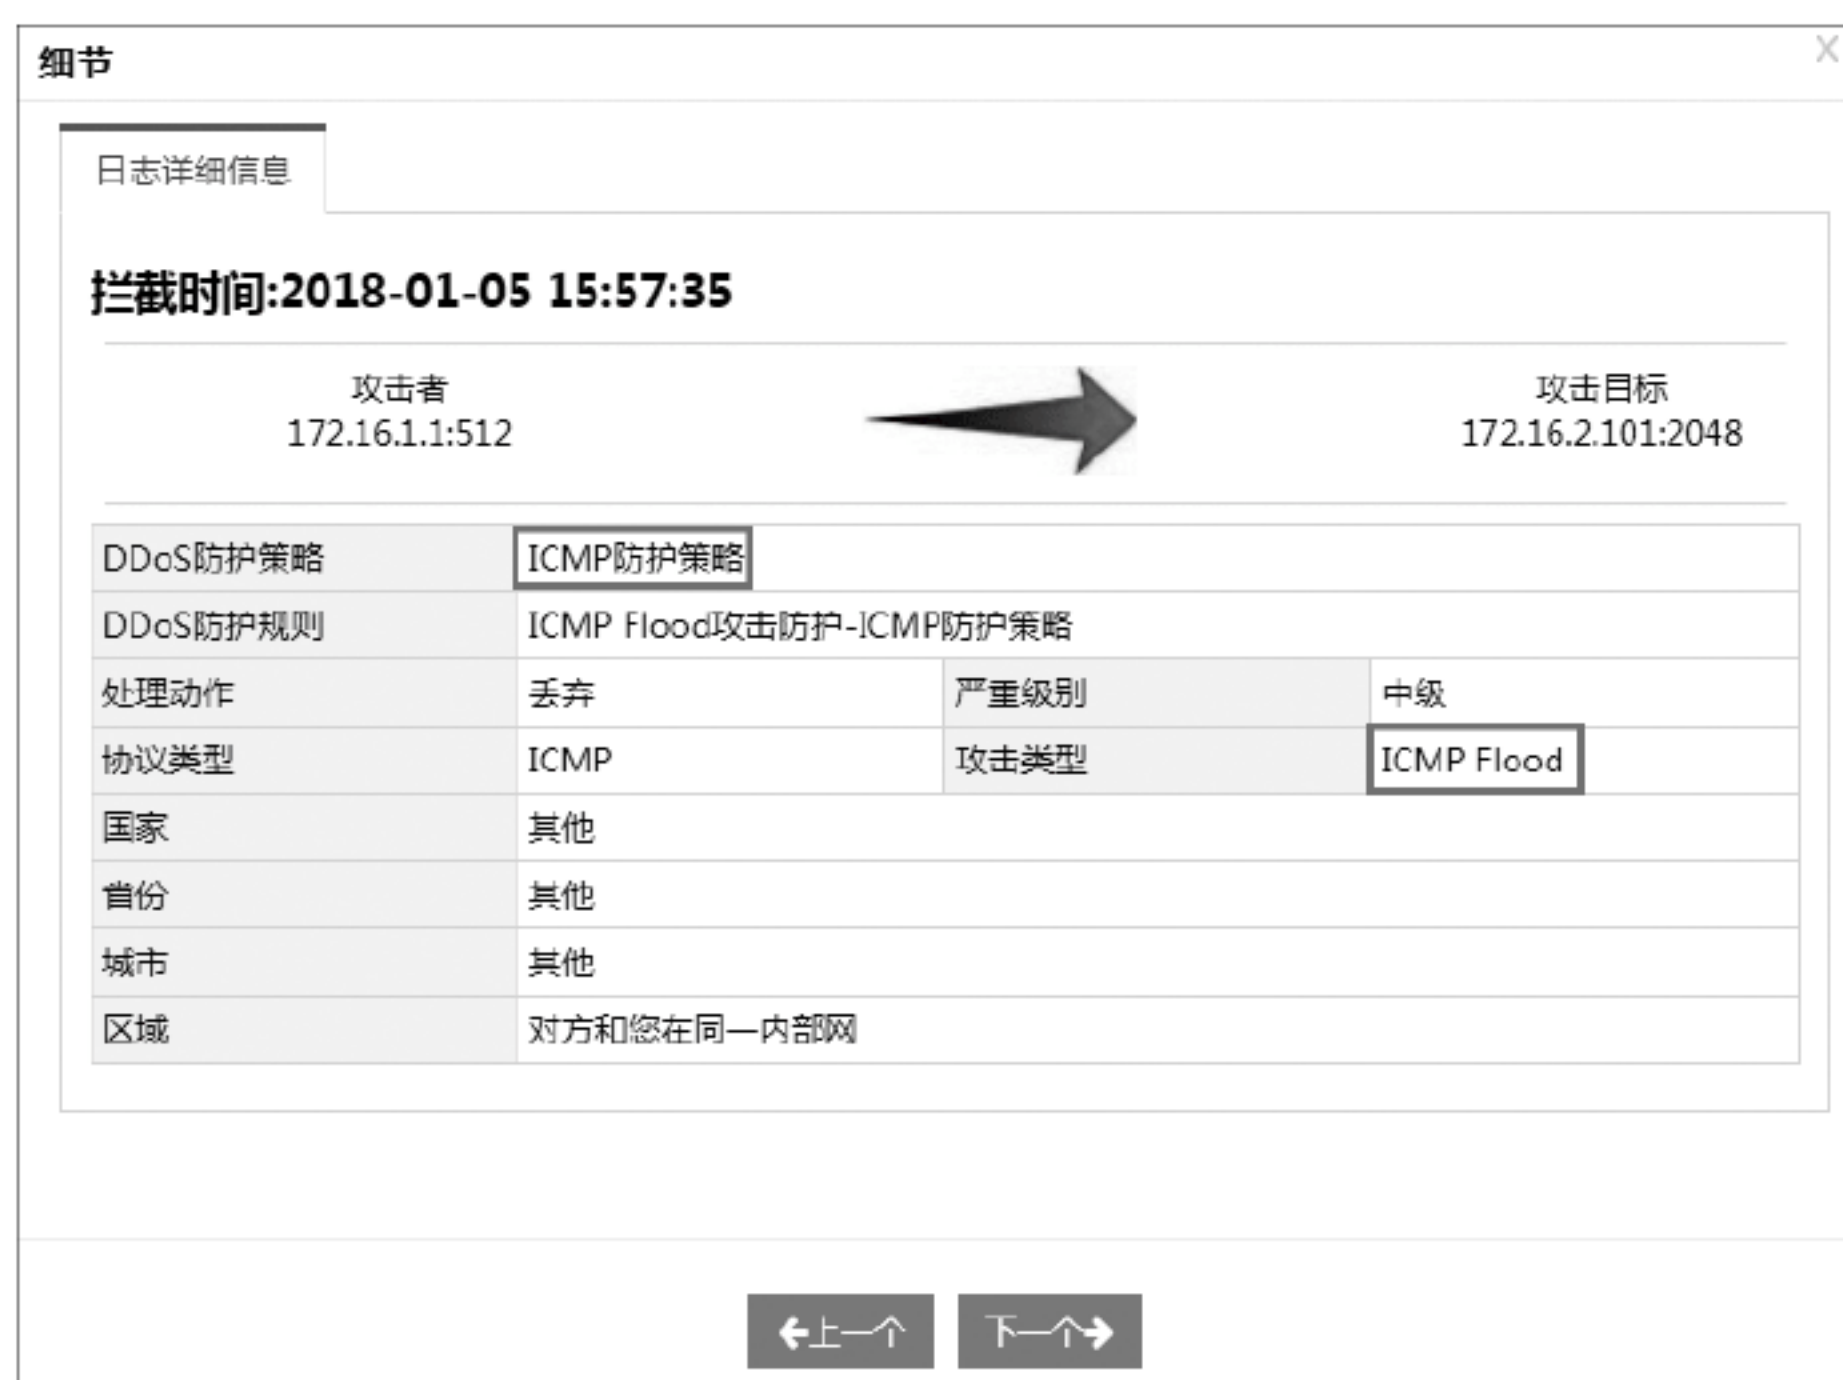 细节
X
日志详细信息
拦截时间:2018-01-05 15:57:35
攻击者
172.16.1.1:512
攻击目标
172.16.2.101:2048
DDoS防护策略 ICMP防护策略
DDoS防护规则 ICMP Flood攻击防护-ICMP防护策略
处理动作 丢弃 严重级别 中级
协议类型 ICMP 攻击类型 ICMP Flood
国家 其他
省份 其他
城市 其他
区域 对方和您在同一内部网
上一个 下一个